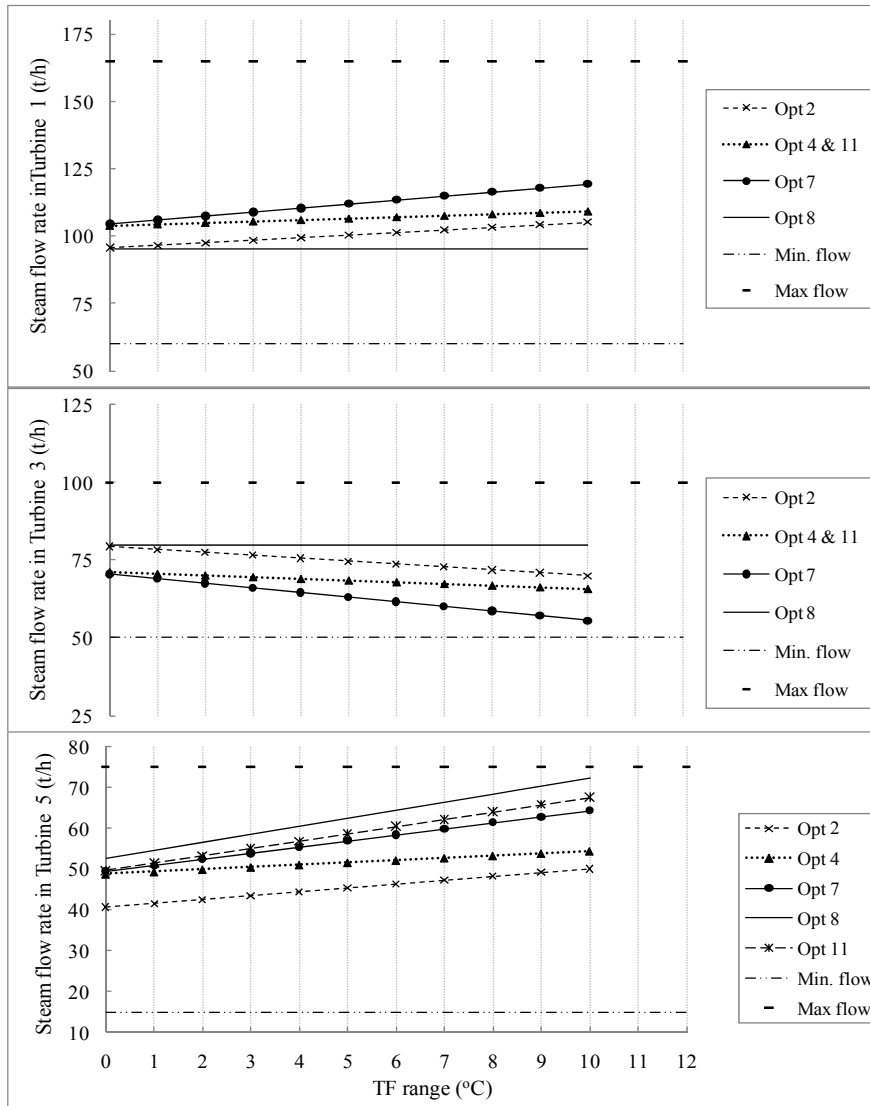 Steam flow rate inTurbine 1 (t/h)
175
150
125
100
75
50
Opt 2
Opt 4 & 11
Opt 7
Opt 8
Min. flow
Max flow
Steam flow rate in Turbine 3 (t/h)
125
100
75
50
25
Opt 2
Opt 4 & 11
Opt 7
Opt 8
Min. flow
Max flow
Steam flow rate in Turbine 5 (t/h)
80
70
60
50
40
30
20
10
0 1 2 3 4 5 6 7 8 9 10 11 12
TF range (°C)
Opt 2
Opt 4
Opt 7
Opt 8
Opt 11
Min. flow
Max flow